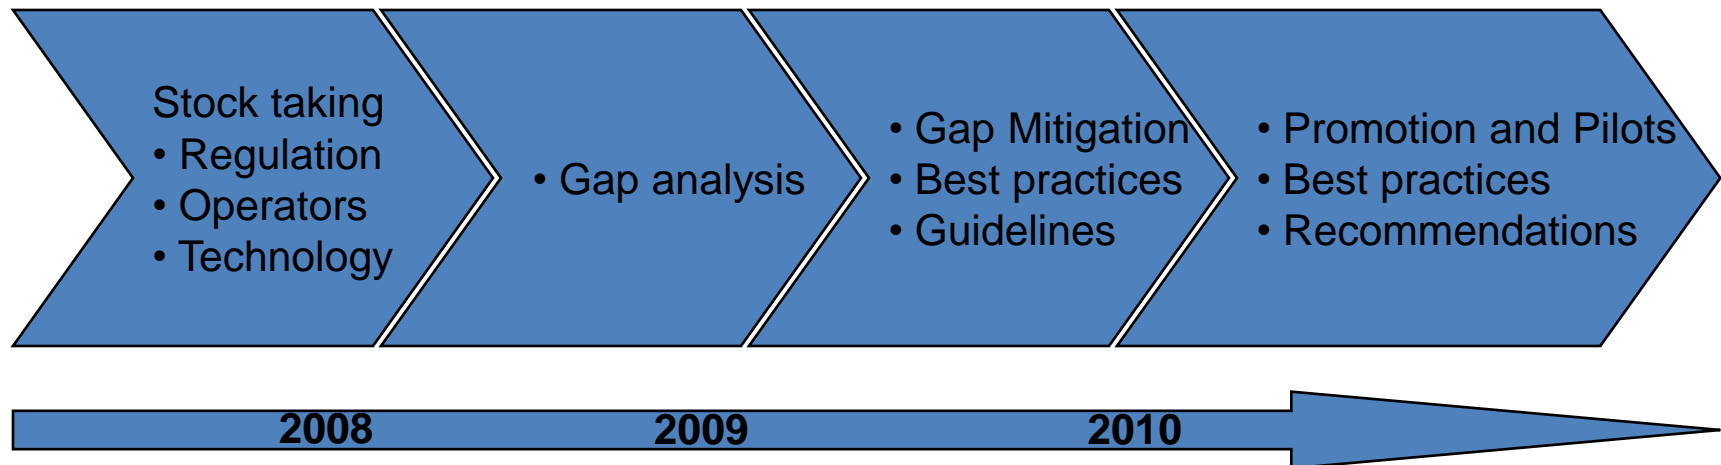 Stock taking
• Regulation
• Operators
• Technology
• Gap analysis
• Gap Mitigation
• Best practices
• Guidelines
• Promotion and Pilots
• Best practices
• Recommendations
2008
2009
2010